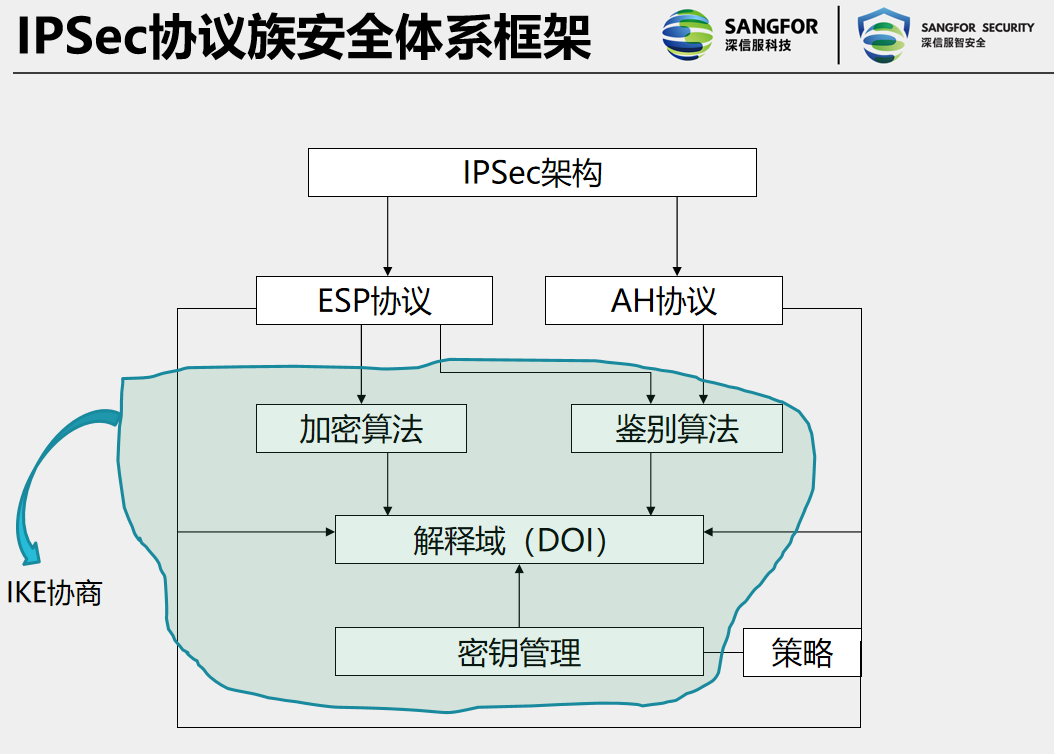 IPSec协议族安全体系框架
SANGFOR
深信服科技
SANGFOR SECURITY
深信服智安全
IPSec架构
ESP协议
AH协议
加密算法
鉴别算法
解释域（DOI）
IKE协商
密钥管理
策略